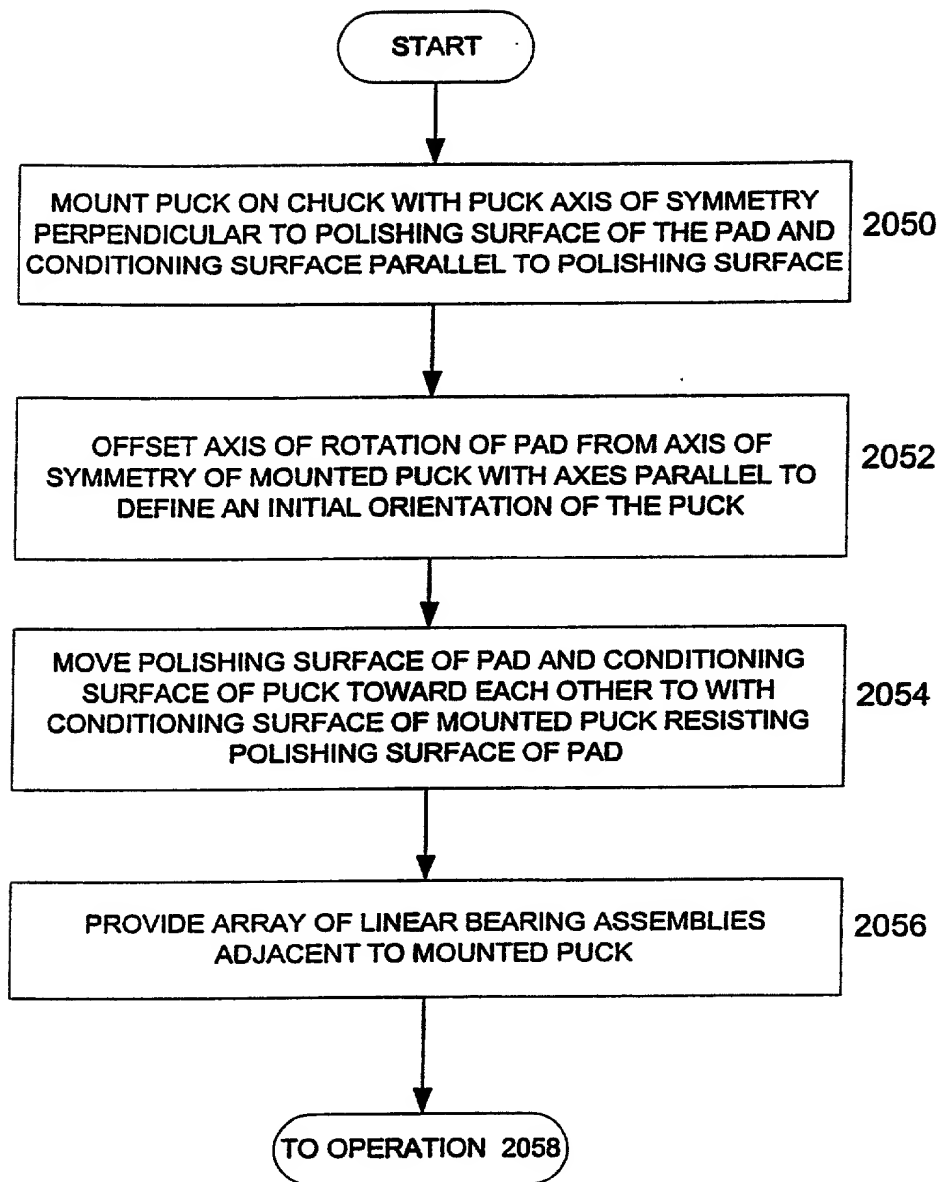 START
MOUNT PUCK ON CHUCK WITH PUCK AXIS OF SYMMETRY
PERPENDICULAR TO POLISHING SURFACE OF THE PAD AND
CONDITIONING SURFACE PARALLEL TO POLISHING SURFACE
2050
OFFSET AXIS OF ROTATION OF PAD FROM AXIS OF
SYMMETRY OF MOUNTED PUCK WITH AXES PARALLEL TO
DEFINE AN INITIAL ORIENTATION OF THE PUCK
2052
MOVE POLISHING SURFACE OF PAD AND CONDITIONING
SURFACE OF PUCK TOWARD EACH OTHER TO WITH
CONDITIONING SURFACE OF MOUNTED PUCK RESISTING
POLISHING SURFACE OF PAD
2054
PROVIDE ARRAY OF LINEAR BEARING ASSEMBLIES
ADJACENT TO MOUNTED PUCK
2056
TO OPERATION 2058